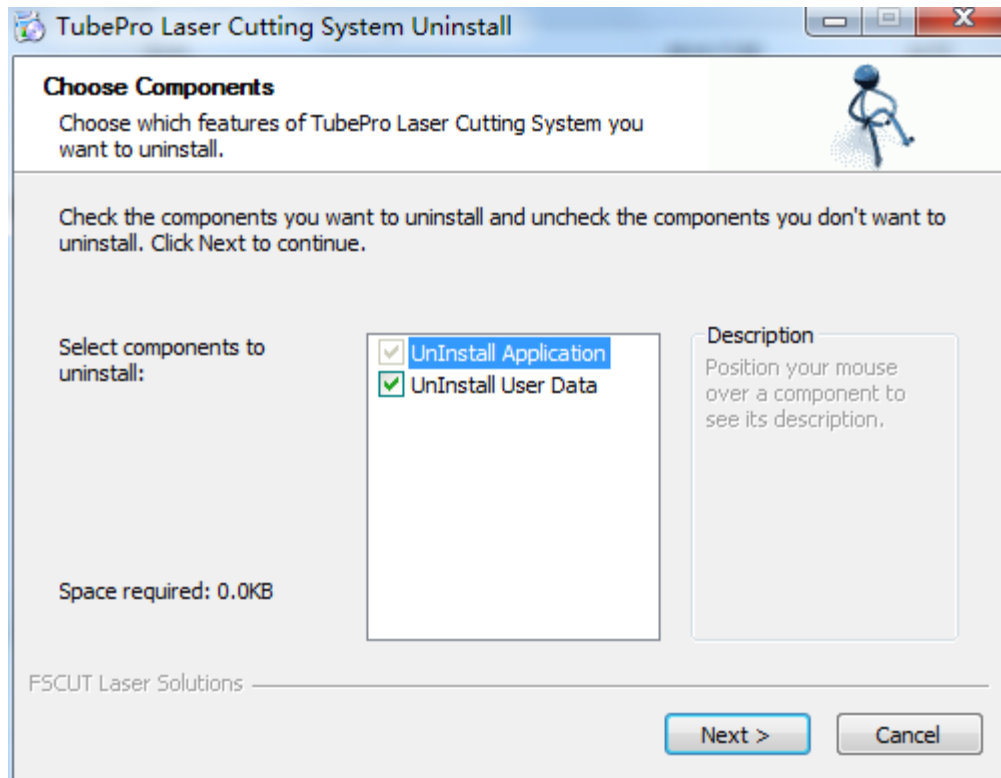 TubePro Laser Cutting System Uninstall
Choose Components
Choose which features of TubePro Laser Cutting System you
want to uninstall.
Check the components you want to uninstall and uncheck the components you don't want to
uninstall. Click Next to continue.
Select components to
uninstall:
UnInstall Application
UnInstall User Data
Description
Position your mouse
over a component to
see its description.
Space required: 0.0KB
FSCUT Laser Solutions
Next >
Cancel